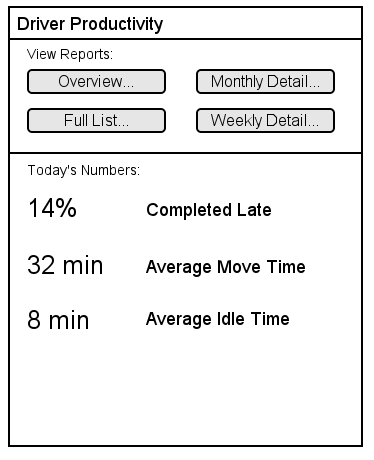 Driver Productivity
View Reports:
Overview... Monthly Detail...
Full List... Weekly Detail...
Today's Numbers:
14% Completed Late
32 min Average Move Time
8 min Average Idle Time